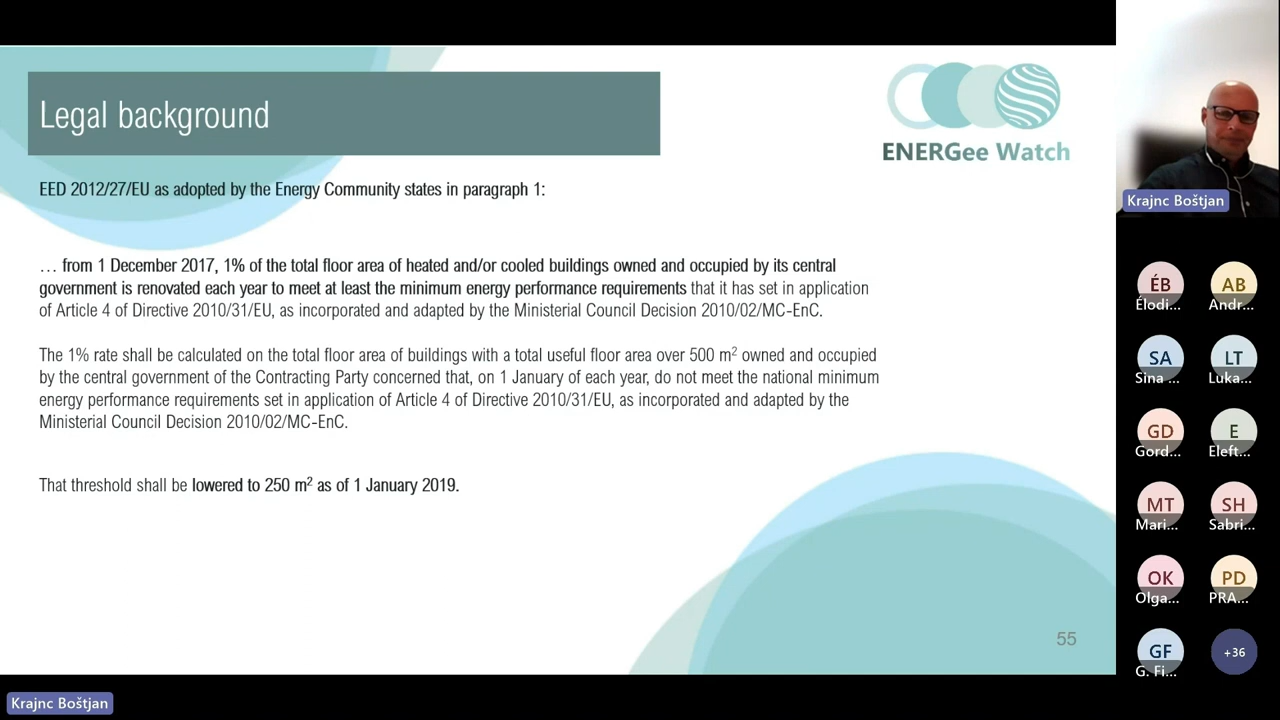 Legal background
ENERGee Watch
EED 2012/27/EU as adopted by the Energy Community states in paragraph 1:
… from 1 December 2017, 1% of the total floor area of heated and/or cooled buildings owned and occupied by its central
government is renovated each year to meet at least the minimum energy performance requirements that it has set in application
of Article 4 of Directive 2010/31/EU, as incorporated and adapted by the Ministerial Council Decision 2010/02/MC-EnC.
The 1% rate shall be calculated on the total floor area of buildings with a total useful floor area over 500 m² owned and occupied
by the central government of the Contracting Party concerned that, on 1 January of each year, do not meet the national minimum
energy performance requirements set in application of Article 4 of Directive 2010/31/EU, as incorporated and adapted by the
Ministerial Council Decision 2010/02/MC-EnC.
That threshold shall be lowered to 250 m² as of 1 January 2019.
55
Krajnc Boštjan
Krajnc Boštjan
ÉB
Élodi...
AB
Andr...
SA
Sina ...
LT
Luka...
GD
Gord...
E
Eleft...
MT
Mari...
SH
Sabri...
OK
Olga...
PD
PRA...
GF
G. Fi...
+36